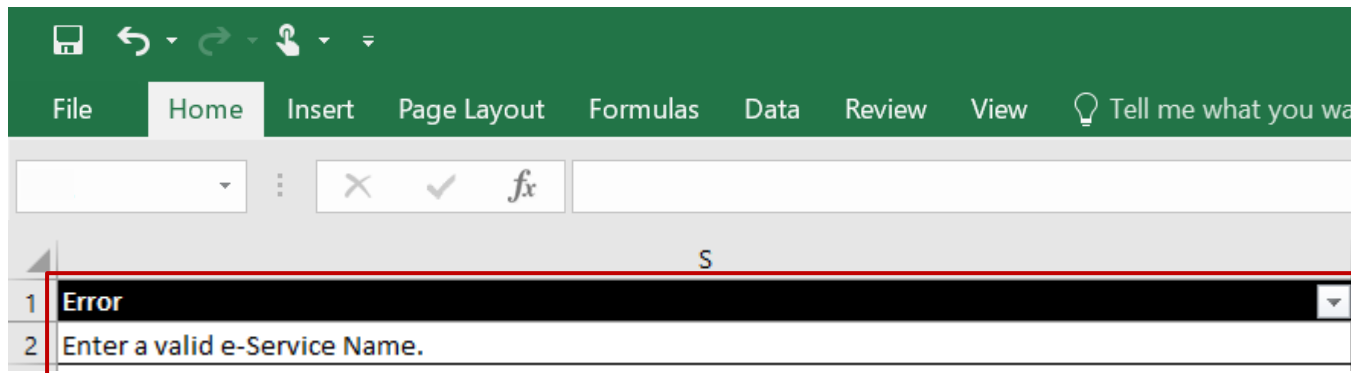 File Home Insert Page Layout Formulas Data Review View Tell me what you wa
fx
S
1 Error
2 Enter a valid e-Service Name.